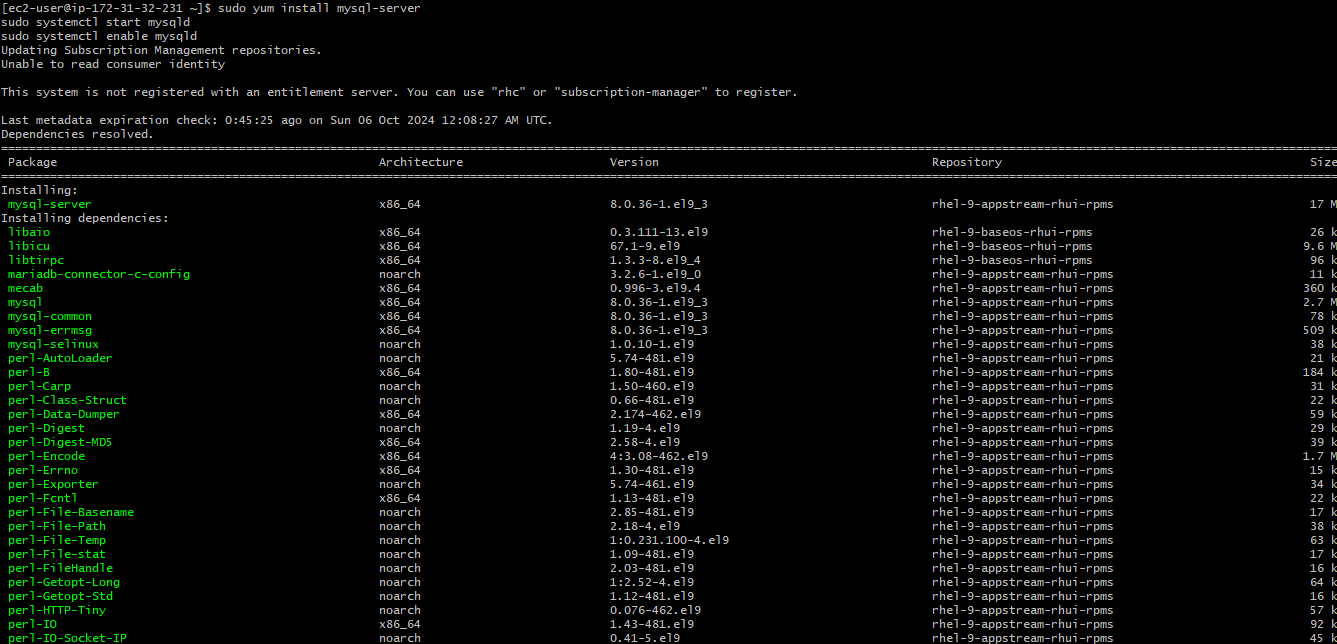 [ec2-user@ip-172-31-32-231 ~]$ sudo yum install mysql-server
sudo systemctl start mysqld
sudo systemctl enable mysqld
Updating Subscription Management repositories.
Unable to read consumer identity
This system is not registered with an entitlement server. You can use "rhc" or "subscription-manager" to register.
Last metadata expiration check: 0:45:25 ago on Sun 06 Oct 2024 12:08:27 AM UTC.
Dependencies resolved.
Package Architecture Version Repository Size
Installing:
mysql-server x86_64 8.0.36-1.el9_3 rhel-9-appstream-rhui-rpms 17 M
Installing dependencies:
libaio x86_64 0.3.111-13.el9 rhel-9-baseos-rhui-rpms 26 k
libicu x86_64 67.1-9.el9 rhel-9-baseos-rhui-rpms 9.6 M
libtirpc x86_64 1.3.3-8.el9_4 rhel-9-baseos-rhui-rpms 96 k
mariadb-connector-c-config noarch 3.2.6-1.el9_0 rhel-9-appstream-rhui-rpms 11 k
mecab x86_64 0.996-3.el9.4 rhel-9-appstream-rhui-rpms 360 k
mysql x86_64 8.0.36-1.el9_3 rhel-9-appstream-rhui-rpms 2.7 M
mysql-common x86_64 8.0.36-1.el9_3 rhel-9-appstream-rhui-rpms 78 k
mysql-errmsg x86_64 8.0.36-1.el9_3 rhel-9-appstream-rhui-rpms 509 k
mysql-selinux noarch 1.0.10-1.el9 rhel-9-appstream-rhui-rpms 38 k
perl-AutoLoader noarch 5.74-481.el9 rhel-9-appstream-rhui-rpms 21 k
perl-B x86_64 1.80-481.el9 rhel-9-appstream-rhui-rpms 184 k
perl-Carp noarch 1.50-460.el9 rhel-9-appstream-rhui-rpms 31 k
perl-Class-Struct noarch 0.66-481.el9 rhel-9-appstream-rhui-rpms 22 k
perl-Data-Dumper x86_64 2.174-462.el9 rhel-9-appstream-rhui-rpms 59 k
perl-Digest noarch 1.19-4.el9 rhel-9-appstream-rhui-rpms 29 k
perl-Digest-MD5 x86_64 2.58-4.el9 rhel-9-appstream-rhui-rpms 39 k
perl-Encode x86_64 4:3.08-462.el9 rhel-9-appstream-rhui-rpms 1.7 M
perl-Errno x86_64 1.30-481.el9 rhel-9-appstream-rhui-rpms 15 k
perl-Exporter noarch 5.74-461.el9 rhel-9-appstream-rhui-rpms 34 k
perl-Fcntl x86_64 1.13-481.el9 rhel-9-appstream-rhui-rpms 22 k
perl-File-Basename noarch 2.85-481.el9 rhel-9-appstream-rhui-rpms 17 k
perl-File-Path noarch 2.18-4.el9 rhel-9-appstream-rhui-rpms 38 k
perl-File-Temp noarch 1:0.231.100-4.el9 rhel-9-appstream-rhui-rpms 63 k
perl-File-stat noarch 1.09-481.el9 rhel-9-appstream-rhui-rpms 17 k
perl-FileHandle noarch 2.03-481.el9 rhel-9-appstream-rhui-rpms 16 k
perl-Getopt-Long noarch 1:2.52-4.el9 rhel-9-appstream-rhui-rpms 64 k
perl-Getopt-Std noarch 1.12-481.el9 rhel-9-appstream-rhui-rpms 16 k
perl-HTTP-Tiny noarch 0.076-462.el9 rhel-9-appstream-rhui-rpms 57 k
perl-IO x86_64 1.43-481.el9 rhel-9-appstream-rhui-rpms 92 k
perl-IO-Socket-IP noarch 0.41-5.el9 rhel-9-appstream-rhui-rpms 45 k